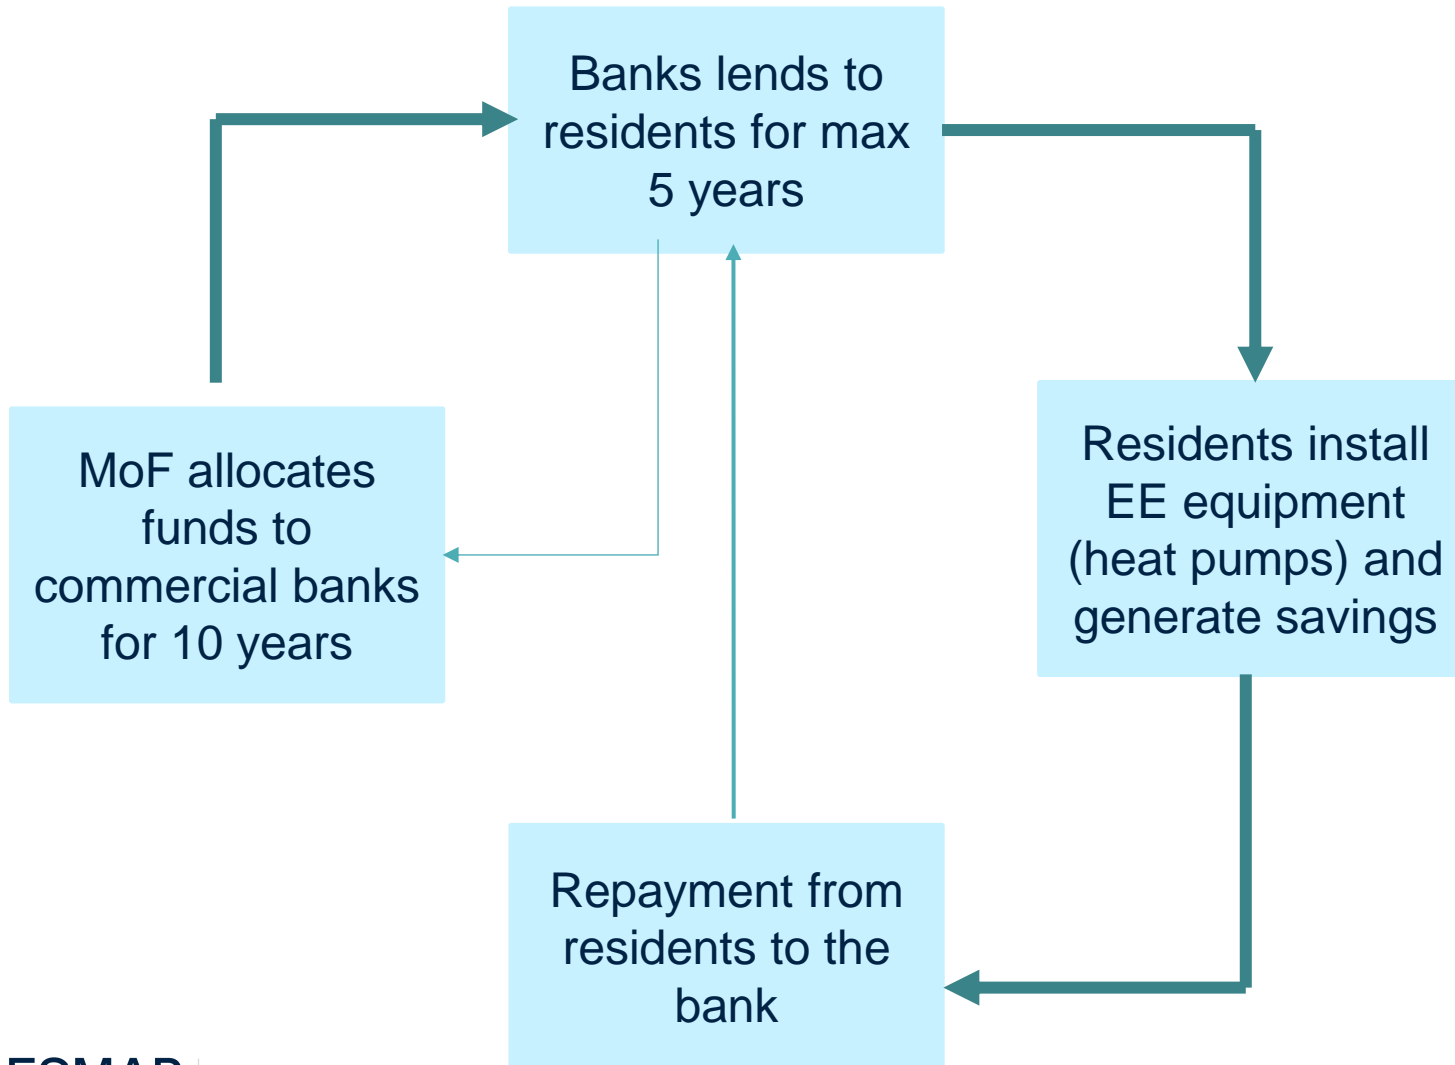 Banks lends to
residents for max
5 years
MoF allocates
funds to
commercial banks
for 10 years
Residents install
EE equipment
(heat pumps) and
generate savings
Repayment from
residents to the
bank